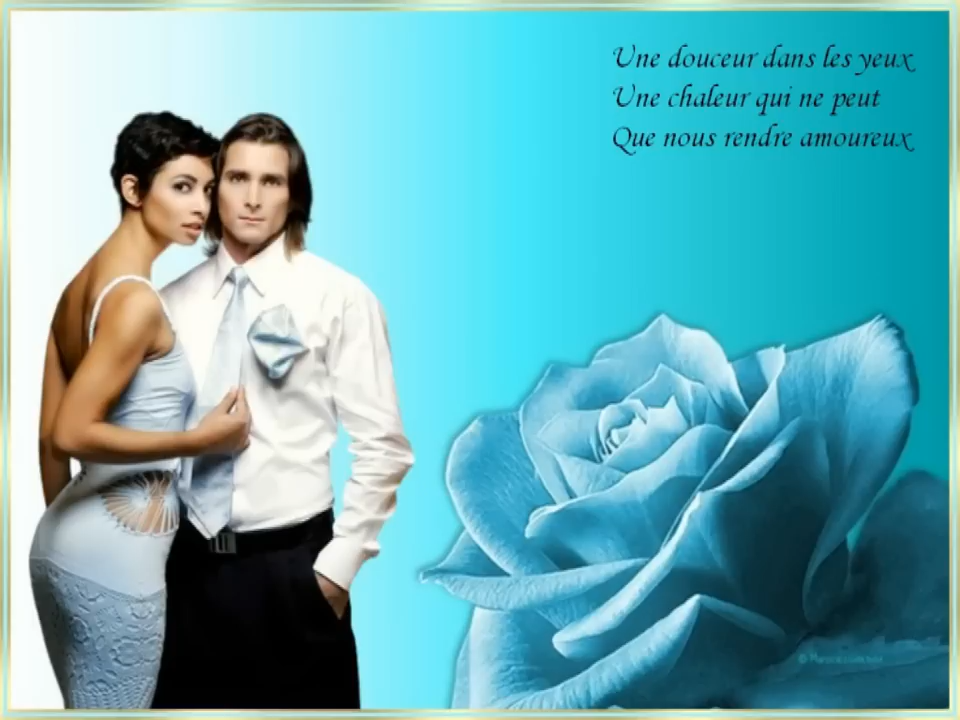 Une douceur dans les yeux
Une chaleur qui ne peut
Que nous rendre amoureux